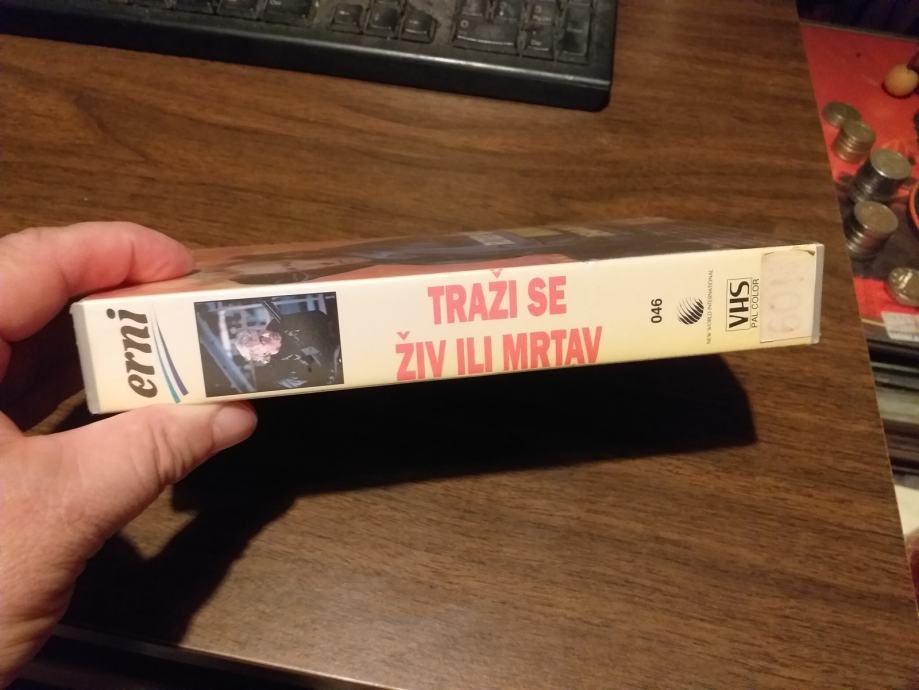 erni
TRAŽI SE
ŽIV ILI MRTAV
046
NEW WORLD INTERNATIONAL
VHS
PAL COLOR